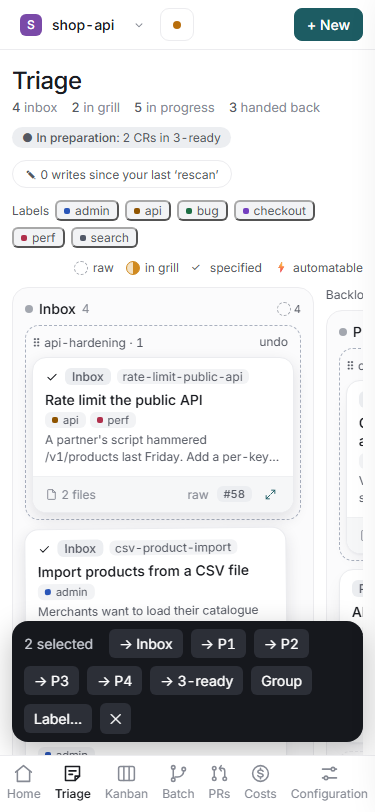 S shop-api + New
Triage
4 inbox 2 in grill 5 in progress 3 handed back
In preparation: 2 CRs in 3-ready
0 writes since your last ‘rescan’
Labels admin api bug checkout
perf search
raw in grill specified automatable
Inbox 4 4
Backlo
api-hardening · 1 undo
Inbox rate-limit-public-api
Rate limit the public API
api perf
A partner's script hammered
/v1/products last Friday. Add a per-key…
2 files raw #58
Inbox csv-product-import
Import products from a CSV file
admin
Merchants want to load their catalogue
2 selected → Inbox → P1 → P2
→ P3 → P4 → 3-ready Group
Label… ×
Home Triage Kanban Batch PRs Costs Configuration